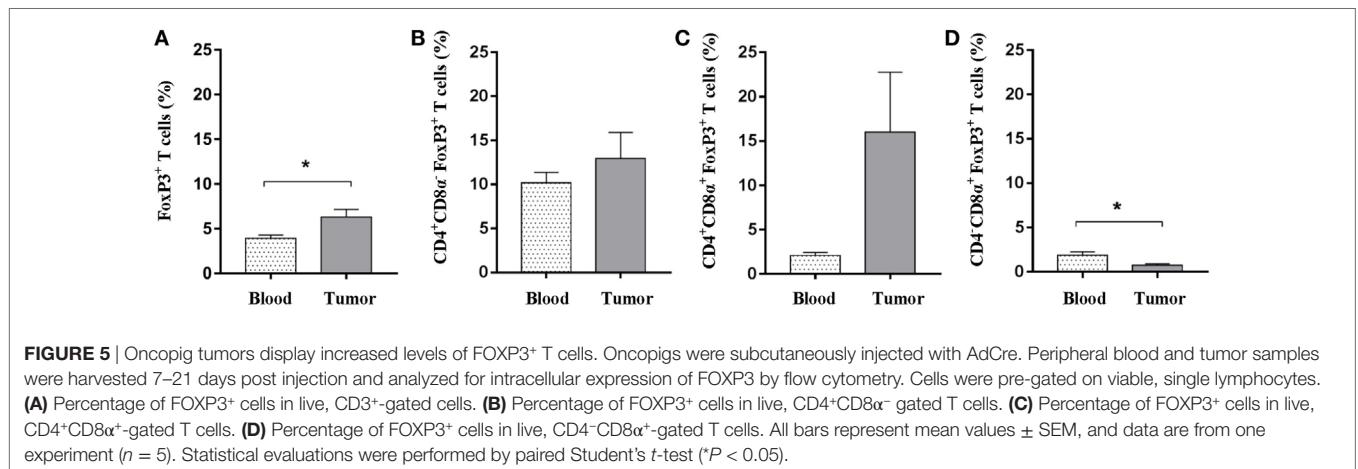 A
FoxP3⁺ T cells (%)
25
20
15
10
5
0
*
Blood Tumor
B
CD4⁺CD8α⁻ FoxP3⁺ T cells (%)
25
20
15
10
5
0
Blood Tumor
C
CD4⁺CD8α⁺ FoxP3⁺ T cells (%)
25
20
15
10
5
0
Blood Tumor
D
CD4⁻CD8α⁺ FoxP3⁺ T cells (%)
25
20
15
10
5
0
*
Blood Tumor
FIGURE 5 | Oncopig tumors display increased levels of FOXP3⁺ T cells. Oncopigs were subcutaneously injected with AdCre. Peripheral blood and tumor samples
were harvested 7–21 days post injection and analyzed for intracellular expression of FOXP3 by flow cytometry. Cells were pre-gated on viable, single lymphocytes.
(A) Percentage of FOXP3⁺ cells in live, CD3⁺-gated cells. (B) Percentage of FOXP3⁺ cells in live, CD4⁺CD8α⁻ gated T cells. (C) Percentage of FOXP3⁺ cells in live,
CD4⁺CD8α⁺-gated T cells. (D) Percentage of FOXP3⁺ cells in live, CD4⁻CD8α⁺-gated T cells. All bars represent mean values ± SEM, and data are from one
experiment (n = 5). Statistical evaluations were performed by paired Student's t-test (*P < 0.05).